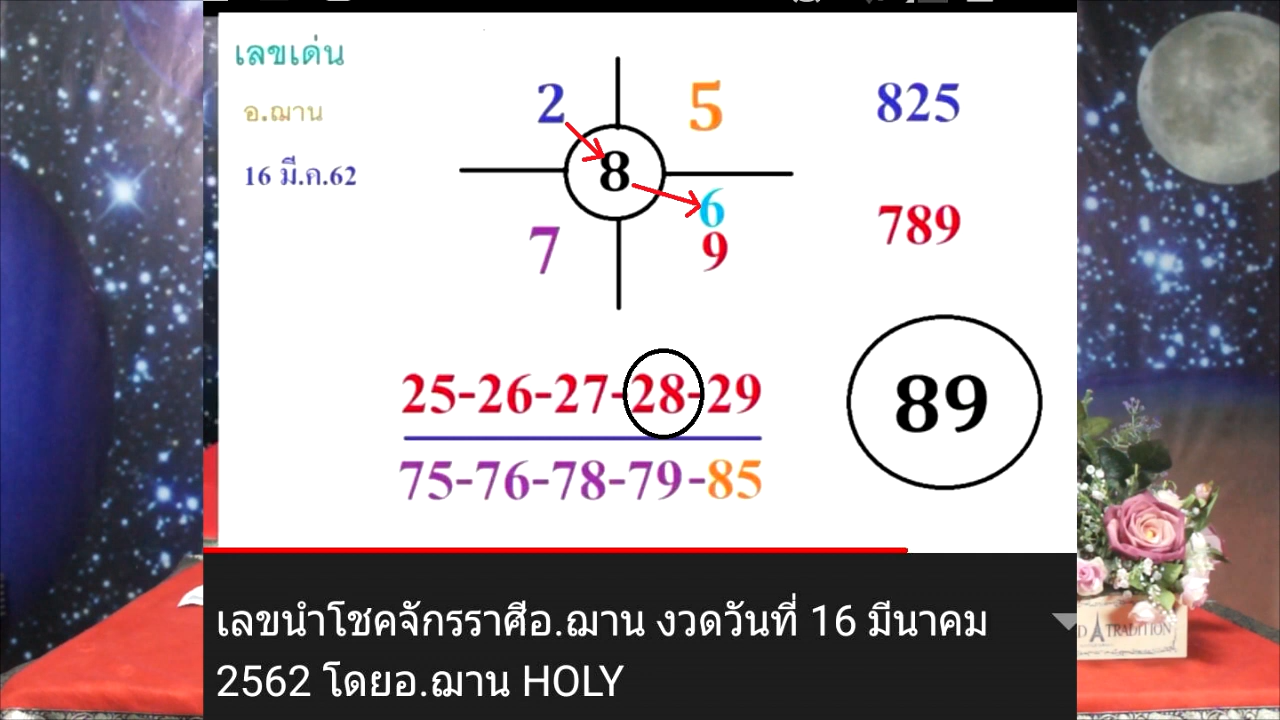 เลขเด่น
อ.ฌาน
16 มี.ค.62
2
5
8
6
7
9
825
789
25-26-27-28-29
75-76-78-79-85
89
เลขนำโชคจักรราศีอ.ฌาน งวดวันที่ 16 มีนาคม
2562 โดยอ.ฌาน HOLY
D TRADITION